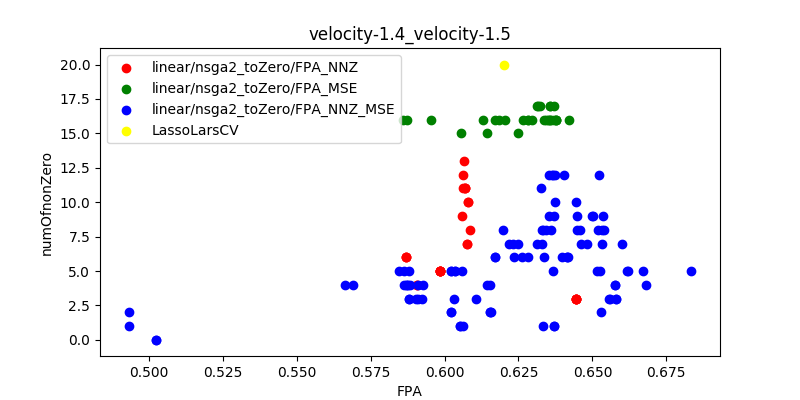 velocity-1.4_velocity-1.5
linear/nsga2_toZero/FPA_NNZ
linear/nsga2_toZero/FPA_MSE
linear/nsga2_toZero/FPA_NNZ_MSE
LassoLarsCV
numOfnonZero
20.0
17.5
15.0
12.5
10.0
7.5
5.0
2.5
0.0
0.500 0.525 0.550 0.575 0.600 0.625 0.650 0.675
FPA